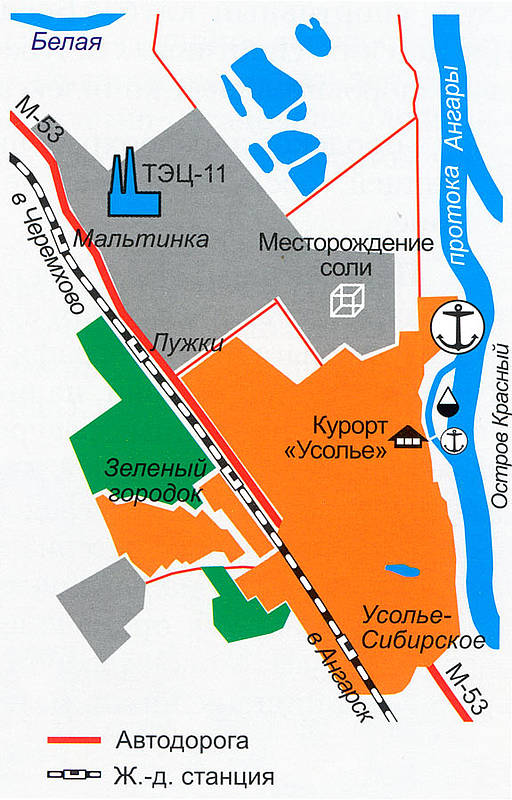 Белая
М-53
протока Ангары
ТЭЦ-11
в Черемхово
Мальтинка
Месторождение
соли
Лужки
Остров Красный
Курорт
«Усолье»
Зеленый
городок
Усолье-
Сибирское
в Ангарск
М-53
Автодорога
Ж.-д. станция